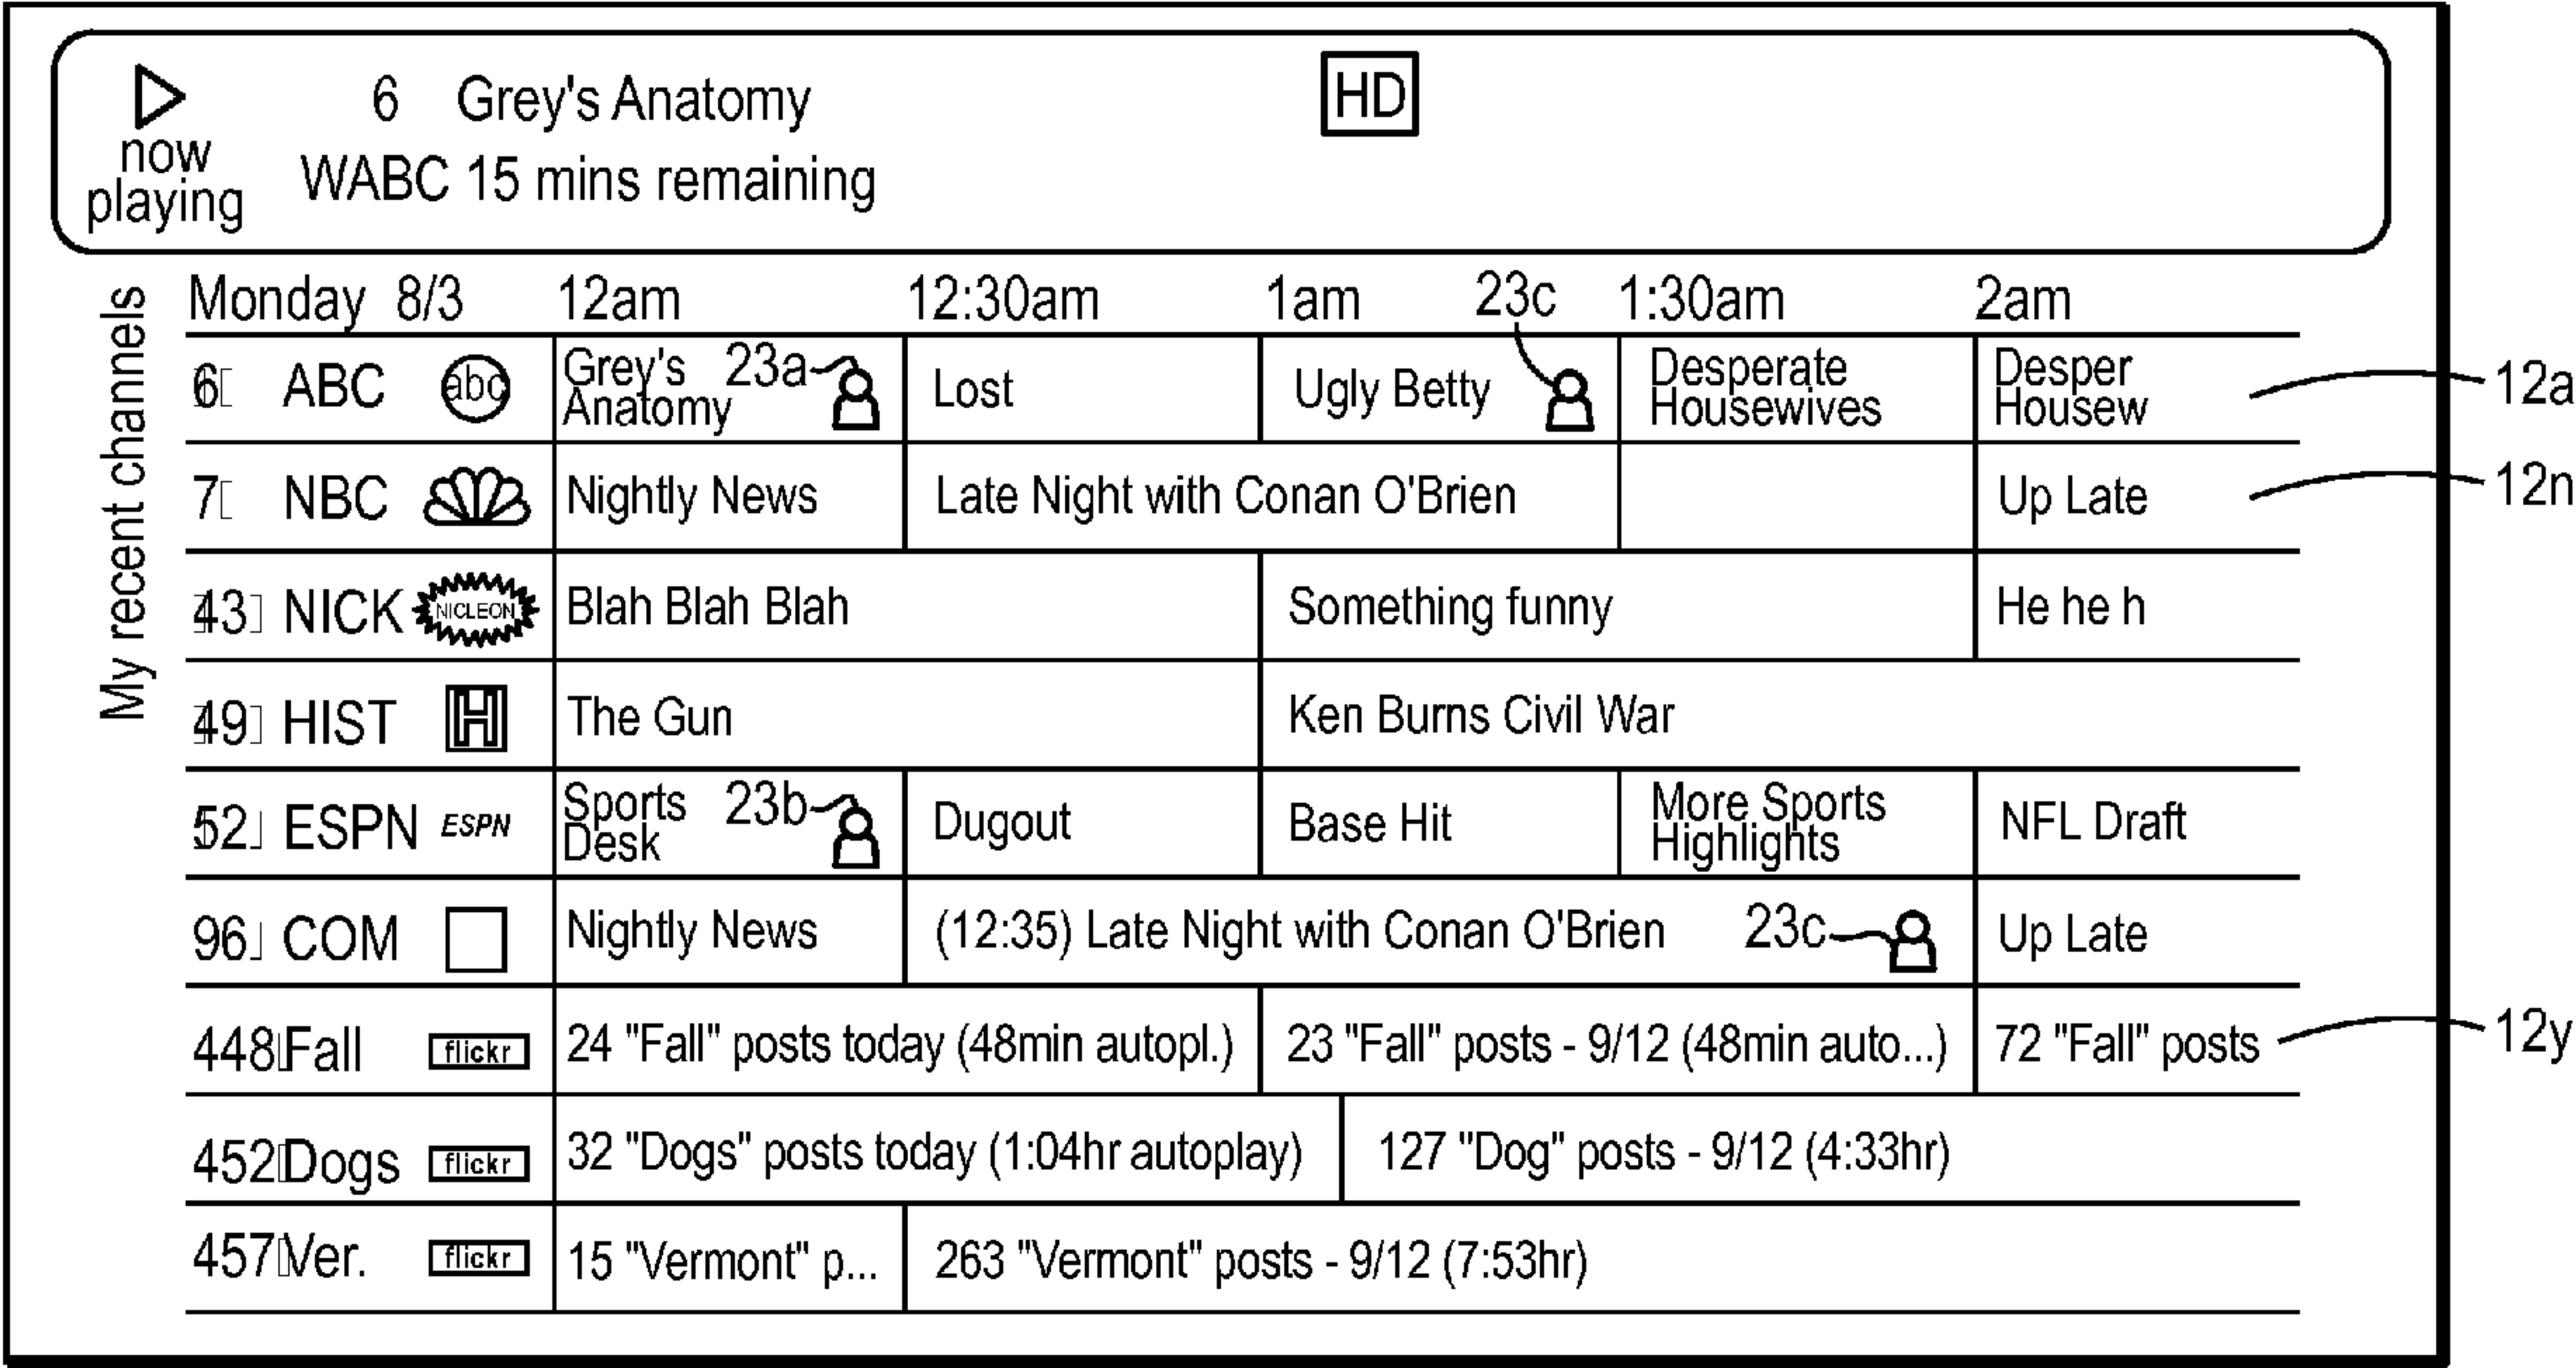 now
playing
6 Grey's Anatomy HD
WABC 15 mins remaining
My recent channels
Monday 8/3 12am 12:30am 1am 23c 1:30am 2am
6 ABC abc Grey's Anatomy 23a Lost Ugly Betty Desperate Housewives Desper Housew 12a
7 NBC Nightly News Late Night with Conan O'Brien Up Late 12n
43 NICK NICLEON Blah Blah Blah Something funny He he h
49 HIST H The Gun Ken Burns Civil War
52 ESPN ESPN Sports Desk 23b Dugout Base Hit More Sports Highlights NFL Draft
96 COM Nightly News (12:35) Late Night with Conan O'Brien 23c Up Late
448 Fall flickr 24 "Fall" posts today (48min autopl.) 23 "Fall" posts - 9/12 (48min auto...) 72 "Fall" posts 12y
452 Dogs flickr 32 "Dogs" posts today (1:04hr autoplay) 127 "Dog" posts - 9/12 (4:33hr)
457 Ver. flickr 15 "Vermont" p... 263 "Vermont" posts - 9/12 (7:53hr)